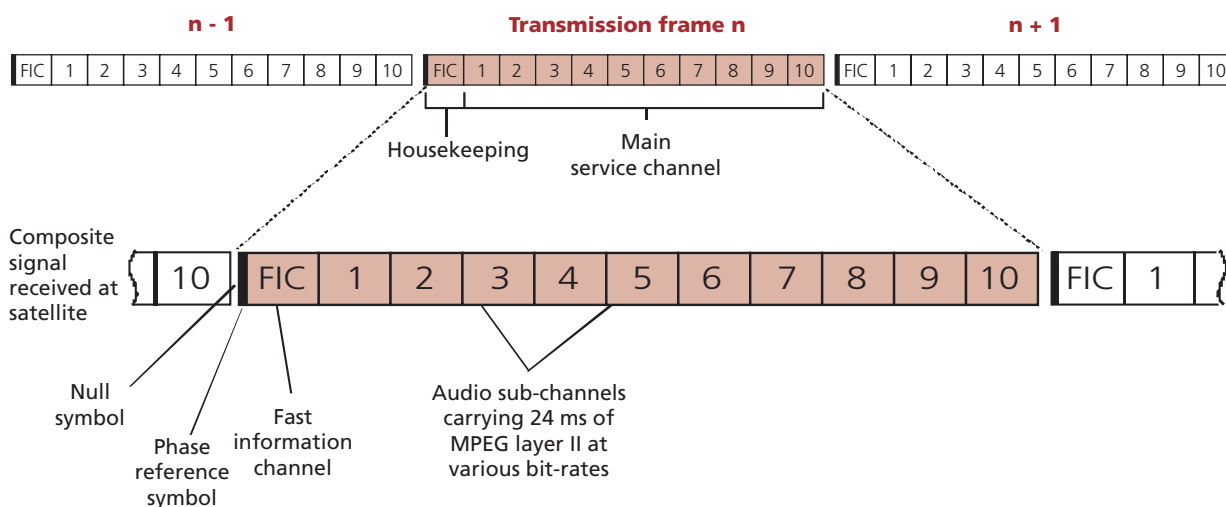 n - 1 Transmission frame n n + 1
FIC 1 2 3 4 5 6 7 8 9 10 FIC 1 2 3 4 5 6 7 8 9 10 FIC 1 2 3 4 5 6 7 8 9 10
Housekeeping
Main
service channel
Composite
signal
received at
satellite
10 FIC 1 2 3 4 5 6 7 8 9 10 FIC 1
Null
symbol
Phase
reference
symbol
Fast
information
channel
Audio sub-channels
carrying 24 ms of
MPEG layer II at
various bit-rates